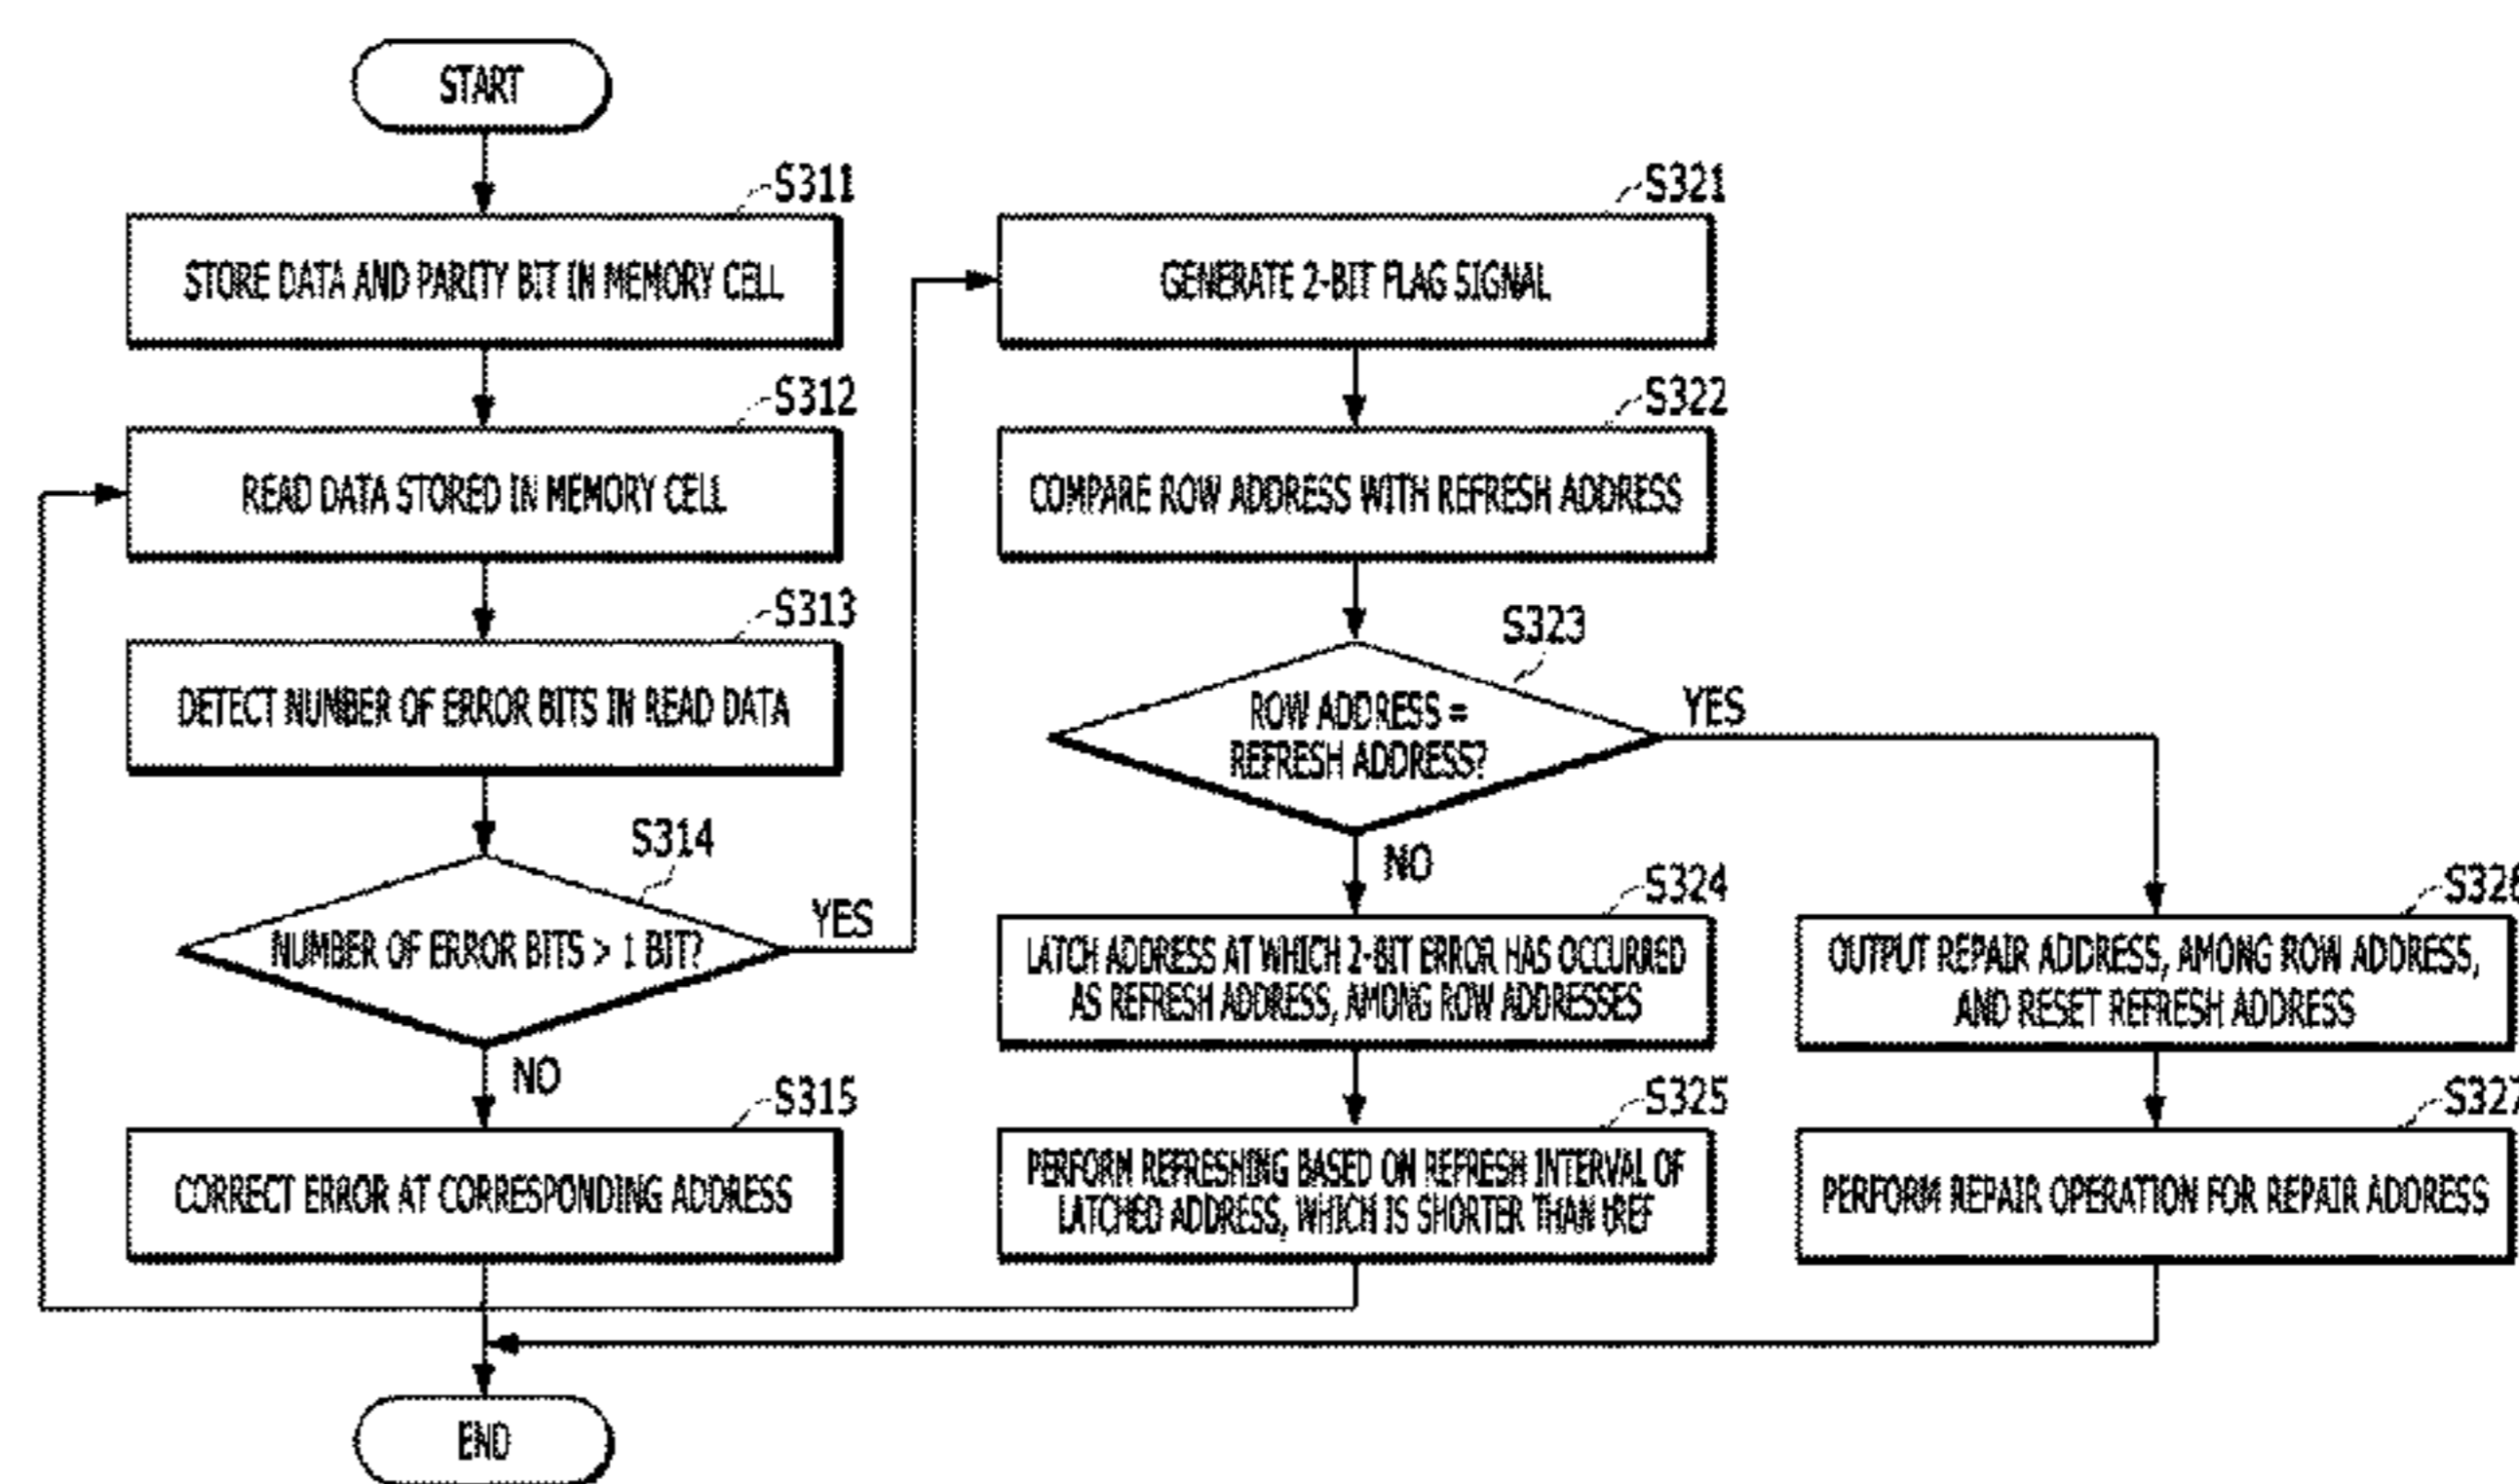 START
S311
STORE DATA AND PARITY BIT IN MEMORY CELL
S312
READ DATA STORED IN MEMORY CELL
S313
DETECT NUMBER OF ERROR BITS IN READ DATA
S314
NUMBER OF ERROR BITS > 1 BIT?
YES
NO
S315
CORRECT ERROR AT CORRESPONDING ADDRESS
END
S321
GENERATE 2-BIT FLAG SIGNAL
S322
COMPARE ROW ADDRESS WITH REFRESH ADDRESS
S323
ROW ADDRESS =
REFRESH ADDRESS?
YES
NO
S324
LATCH ADDRESS AT WHICH 2-BIT ERROR HAS OCCURRED
AS REFRESH ADDRESS, AMONG ROW ADDRESSES
S325
PERFORM REFRESHING BASED ON REFRESH INTERVAL OF
LATCHED ADDRESS, WHICH IS SHORTER THAN tREF
S326
OUTPUT REPAIR ADDRESS, AMONG ROW ADDRESS,
AND RESET REFRESH ADDRESS
S327
PERFORM REPAIR OPERATION FOR REPAIR ADDRESS